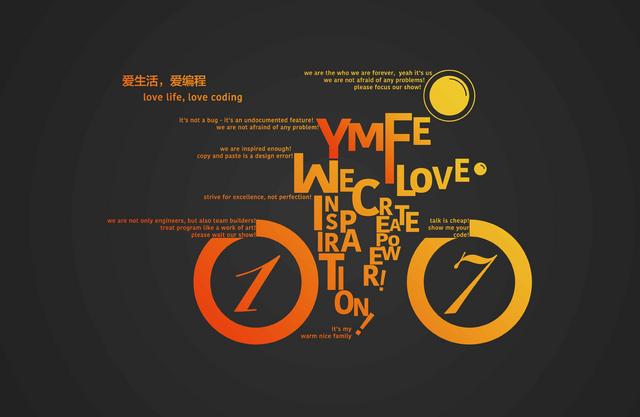 爱生活，爱编程
love life, love coding
we are the who we are forever,  yeah it's us
we are not afraid of any problems!
please focus our show!
it's not a bug - it's an undocumented feature!
we are not afraind of any problem!
we are inspired enough!
copy and paste is a design error!
strive for excellence, not perfection!
we are not only engineers, but also team builders!
treat program like a work of art!
please wait our show!
YMFE
WE LOVE
INSPIRATION!
CREATE
POWER!
talk is cheap!
show me your
code!
1
7
it's my
warm nice family